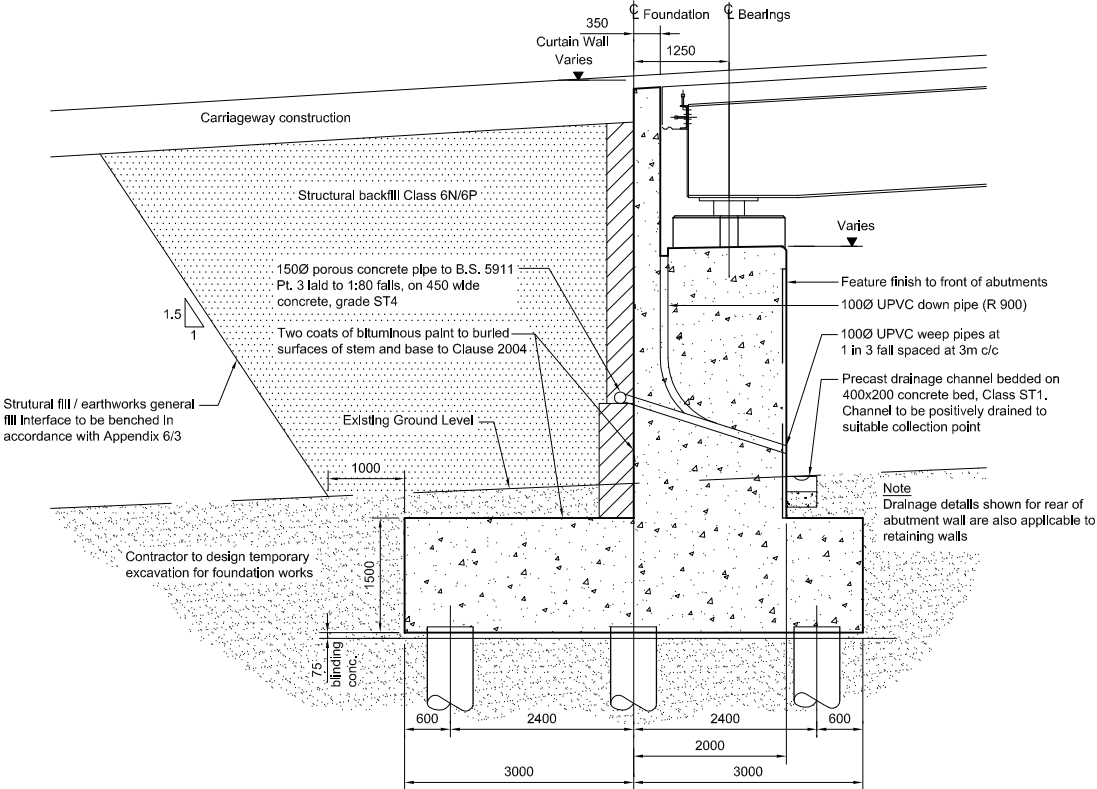 ℄ Foundation
℄ Bearings
350
1250
Curtain Wall
Varies
Carriageway construction
Structural backfill Class 6N/6P
Varies
150Ø porous concrete pipe to B.S. 5911
Pt. 3 laid to 1:80 falls, on 450 wide
concrete, grade ST4
Feature finish to front of abutments
100Ø UPVC down pipe (R 900)
1.5
1
Two coats of bituminous paint to buried
surfaces of stem and base to Clause 2004
100Ø UPVC weep pipes at
1 in 3 fall spaced at 3m c/c
Precast drainage channel bedded on
400x200 concrete bed, Class ST1.
Channel to be positively drained to
suitable collection point
Strutural fill / earthworks general
fill interface to be benched in
accordance with Appendix 6/3
Existing Ground Level
1000
Note
Drainage details shown for rear of
abutment wall are also applicable to
retaining walls
Contractor to design temporary
excavation for foundation works
1500
75
blinding
conc.
600
2400
2400
600
2000
3000
3000